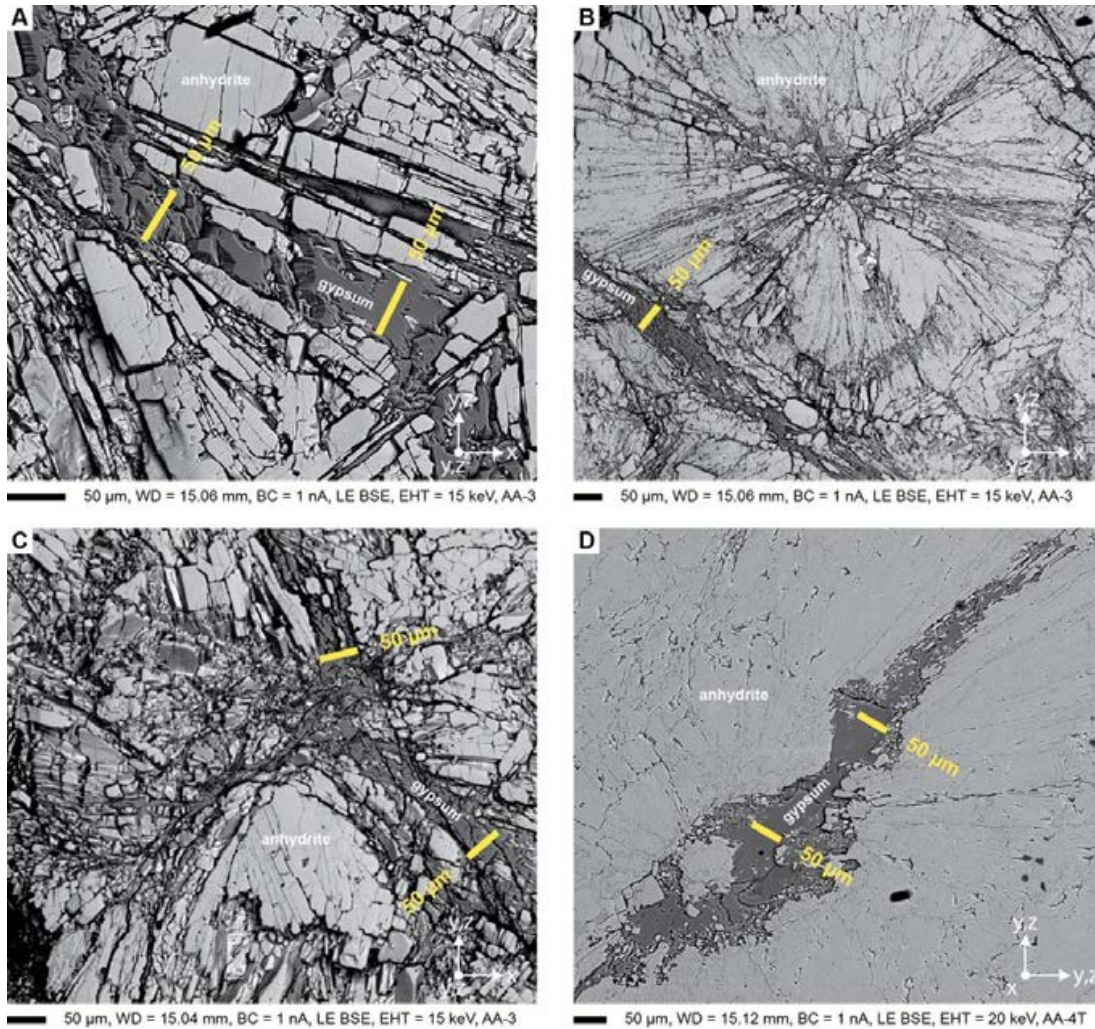 A
anhydrite
50 µm
50 µm
gypsum
y,z
y,z
x
50 µm, WD = 15.06 mm, BC = 1 nA, LE BSE, EHT = 15 keV, AA-3
B
anhydrite
gypsum
50 µm
y,z
y,z
x
50 µm, WD = 15.06 mm, BC = 1 nA, LE BSE, EHT = 15 keV, AA-3
C
50 µm
gypsum
anhydrite
50 µm
y,z
y,z
x
50 µm, WD = 15.04 mm, BC = 1 nA, LE BSE, EHT = 15 keV, AA-3
D
anhydrite
50 µm
gypsum
50 µm
y,z
x
y,z
50 µm, WD = 15.12 mm, BC = 1 nA, LE BSE, EHT = 20 keV, AA-4T